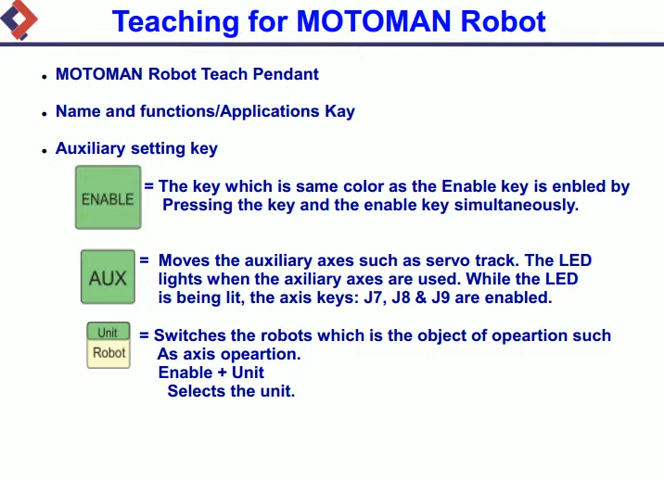 Teaching for MOTOMAN Robot
• MOTOMAN Robot Teach Pendant
• Name and functions/Applications Kay
• Auxiliary setting key
ENABLE
= The key which is same color as the Enable key is enbled by
Pressing the key and the enable key simultaneously.
AUX
= Moves the auxiliary axes such as servo track. The LED
lights when the axiliary axes are used. While the LED
is being lit, the axis keys: J7, J8 & J9 are enabled.
Unit
Robot
= Switches the robots which is the object of opeartion such
As axis opeartion.
Enable + Unit
Selects the unit.